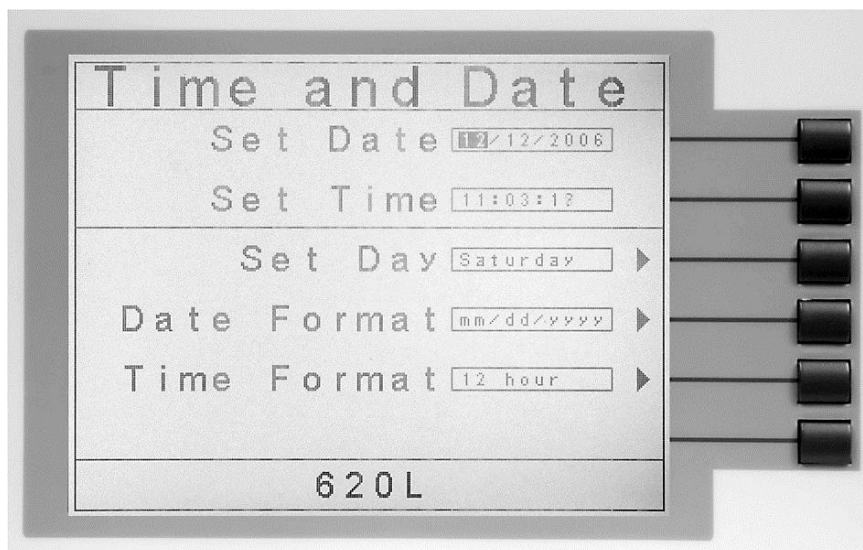 Time and Date
Set Date 12/12/2006
Set Time
Set Day Saturday
Date Format mm/dd/yyyy
Time Format 12 hour
620L